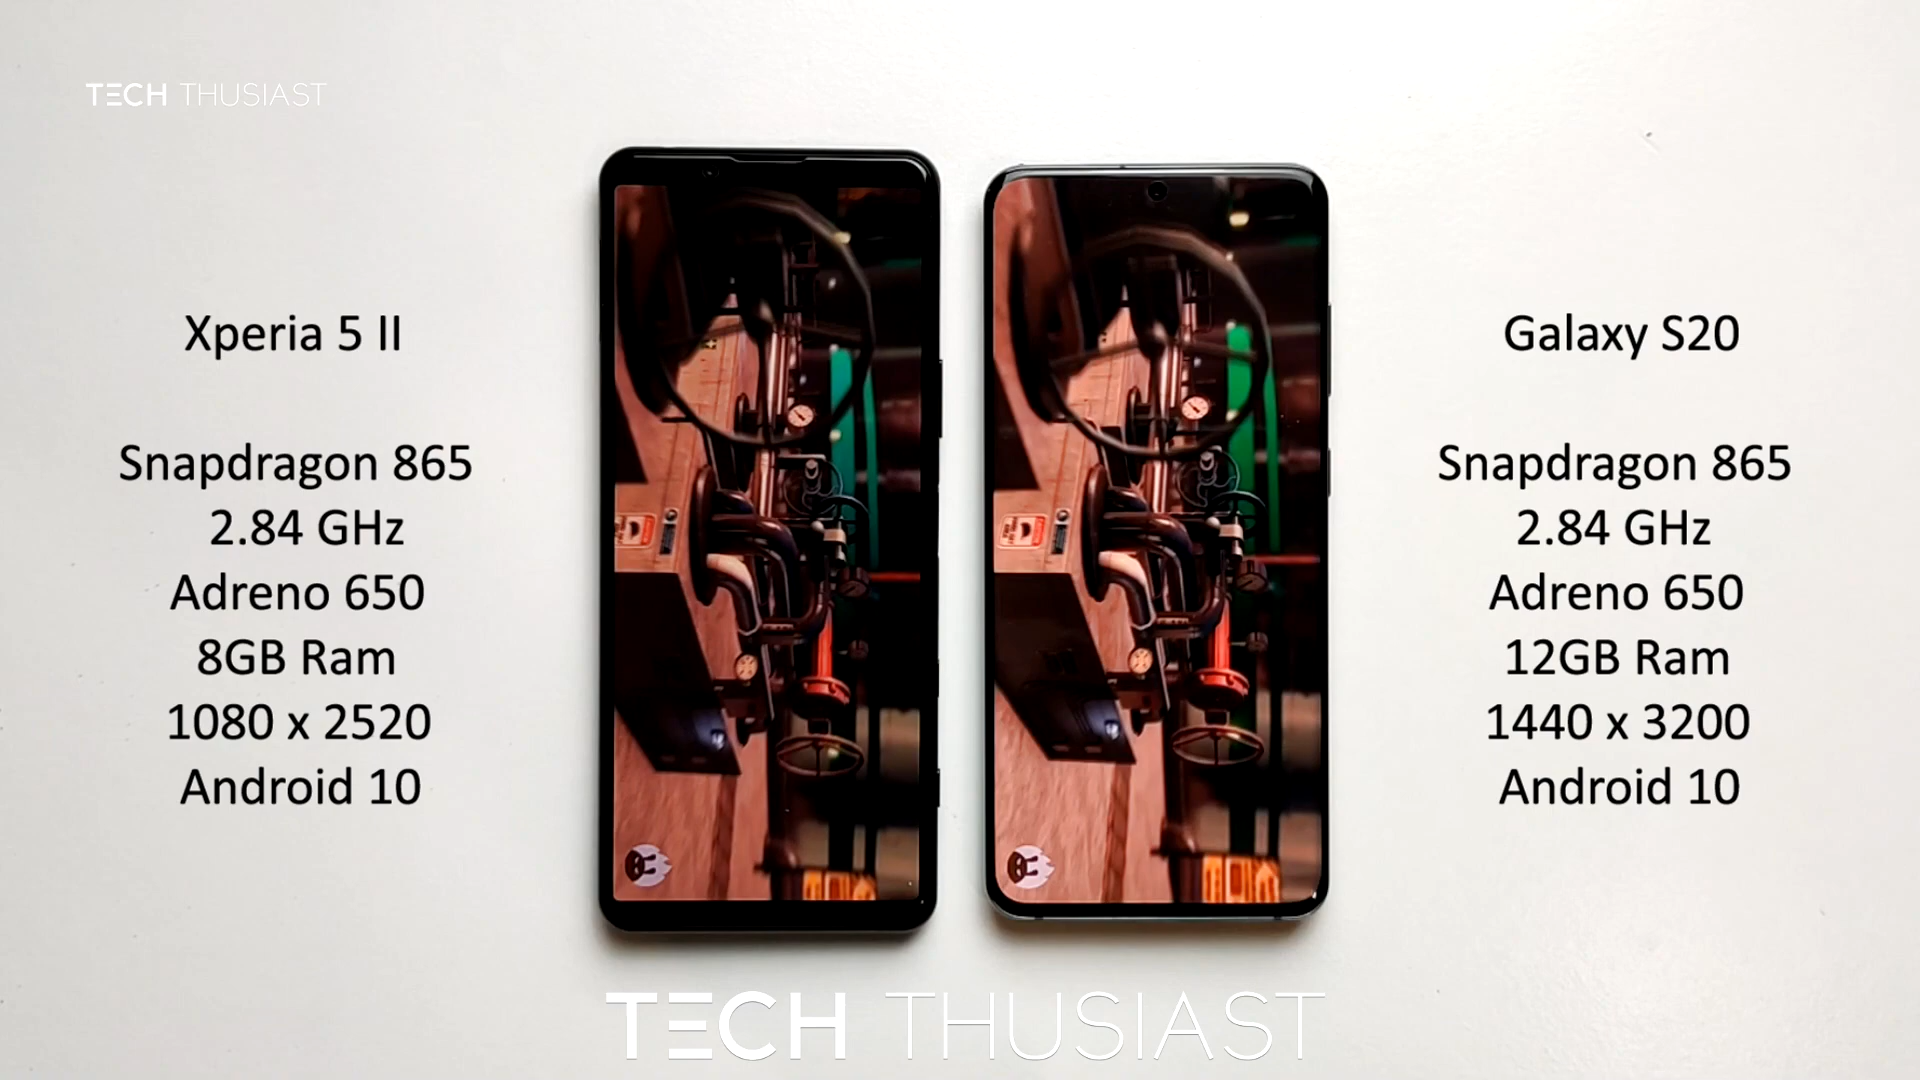 TECH THUSIAST
Xperia 5 II
Snapdragon 865
2.84 GHz
Adreno 650
8GB Ram
1080 x 2520
Android 10
Galaxy S20
Snapdragon 865
2.84 GHz
Adreno 650
12GB Ram
1440 x 3200
Android 10
TECH THUSIAST